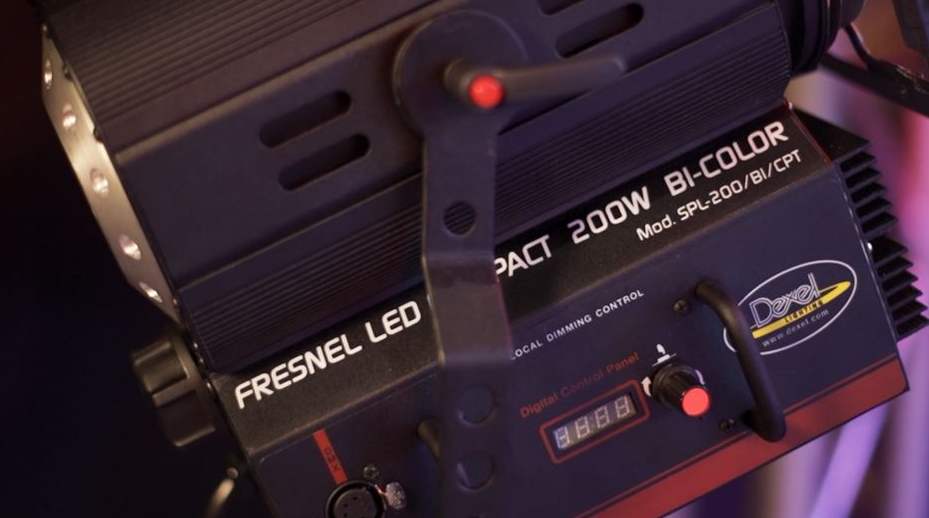 FRESNEL LED PACT 200W BI-COLOR
Mod. SPL-200/BI/CPT
LOCAL DIMMING CONTROL
Dexel
LIGHTING
www.dexel.com
Digital Control Panel
DMX